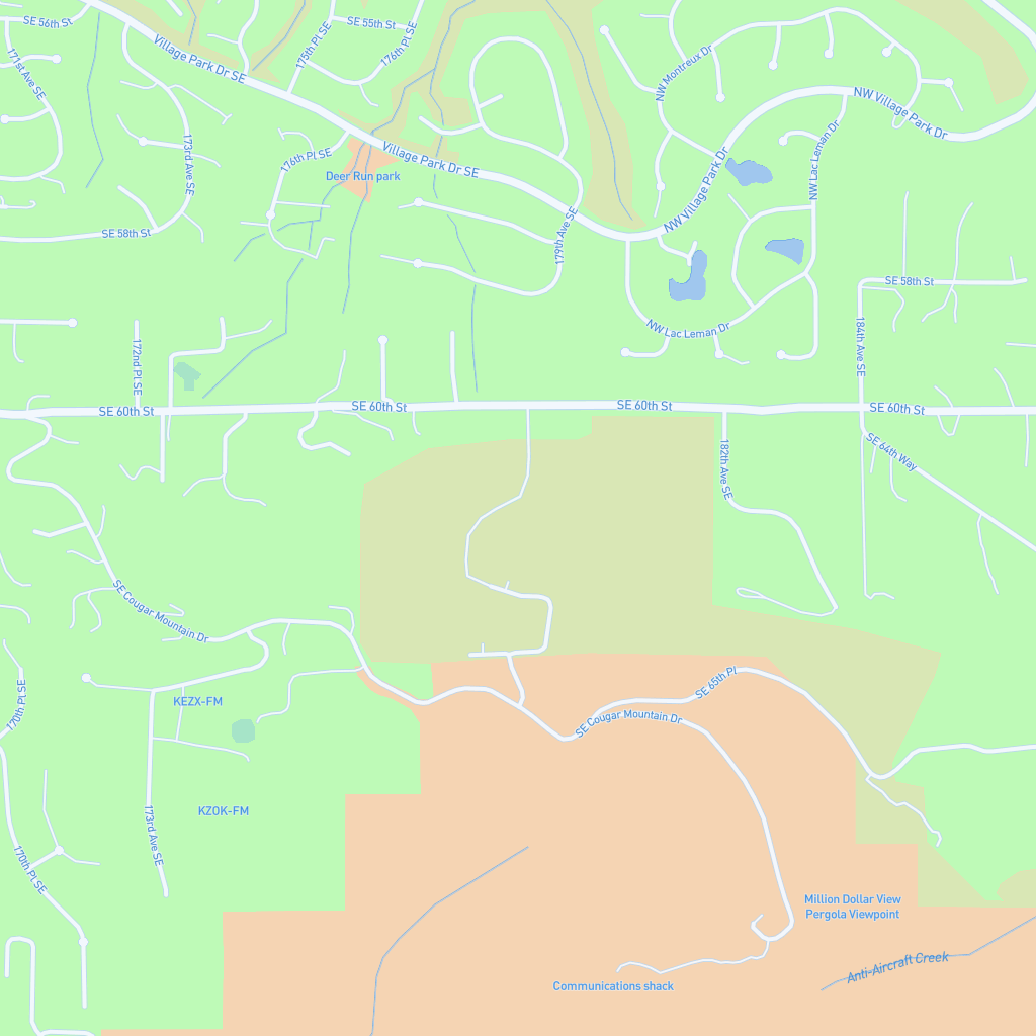 SE 56th St
SE 55th St
175th Pl SE
176th Pl SE
Village Park Dr SE
171st Ave SE
NW Montreux Dr
NW Village Park Dr
173rd Ave SE
176th Pl SE
Village Park Dr SE
Deer Run park
NW Lac Leman Dr
NW Village Park Dr
SE 58th St
179th Ave SE
SE 58th St
NW Lac Leman Dr
184th Ave SE
172nd Pl SE
SE 60th St
SE 60th St
SE 60th St
SE 60th St
182th Ave SE
SE 64th Way
SE Cougar Mountain Dr
170th Pl SE
KEZX-FM
SE 65th Pl
SE Cougar Mountain Dr
KZOK-FM
173rd Ave SE
170th Pl SE
Million Dollar View
Pergola Viewpoint
Anti-Aircraft Creek
Communications shack